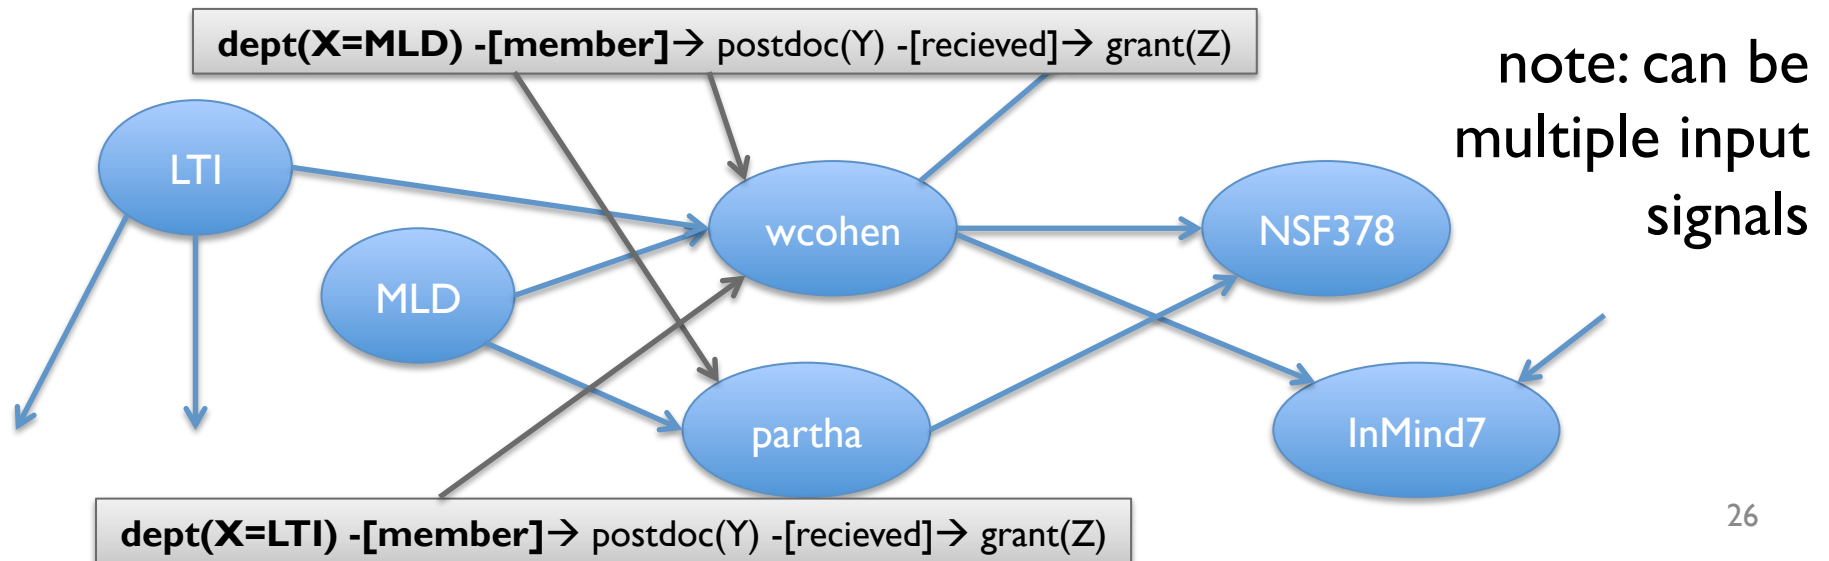 dept(X=MLD) -[member]→ postdoc(Y) -[recieved]→ grant(Z)
note: can be
multiple input
signals
LTI
wcohen
NSF378
MLD
partha
InMind7
dept(X=LTI) -[member]→ postdoc(Y) -[recieved]→ grant(Z)
26